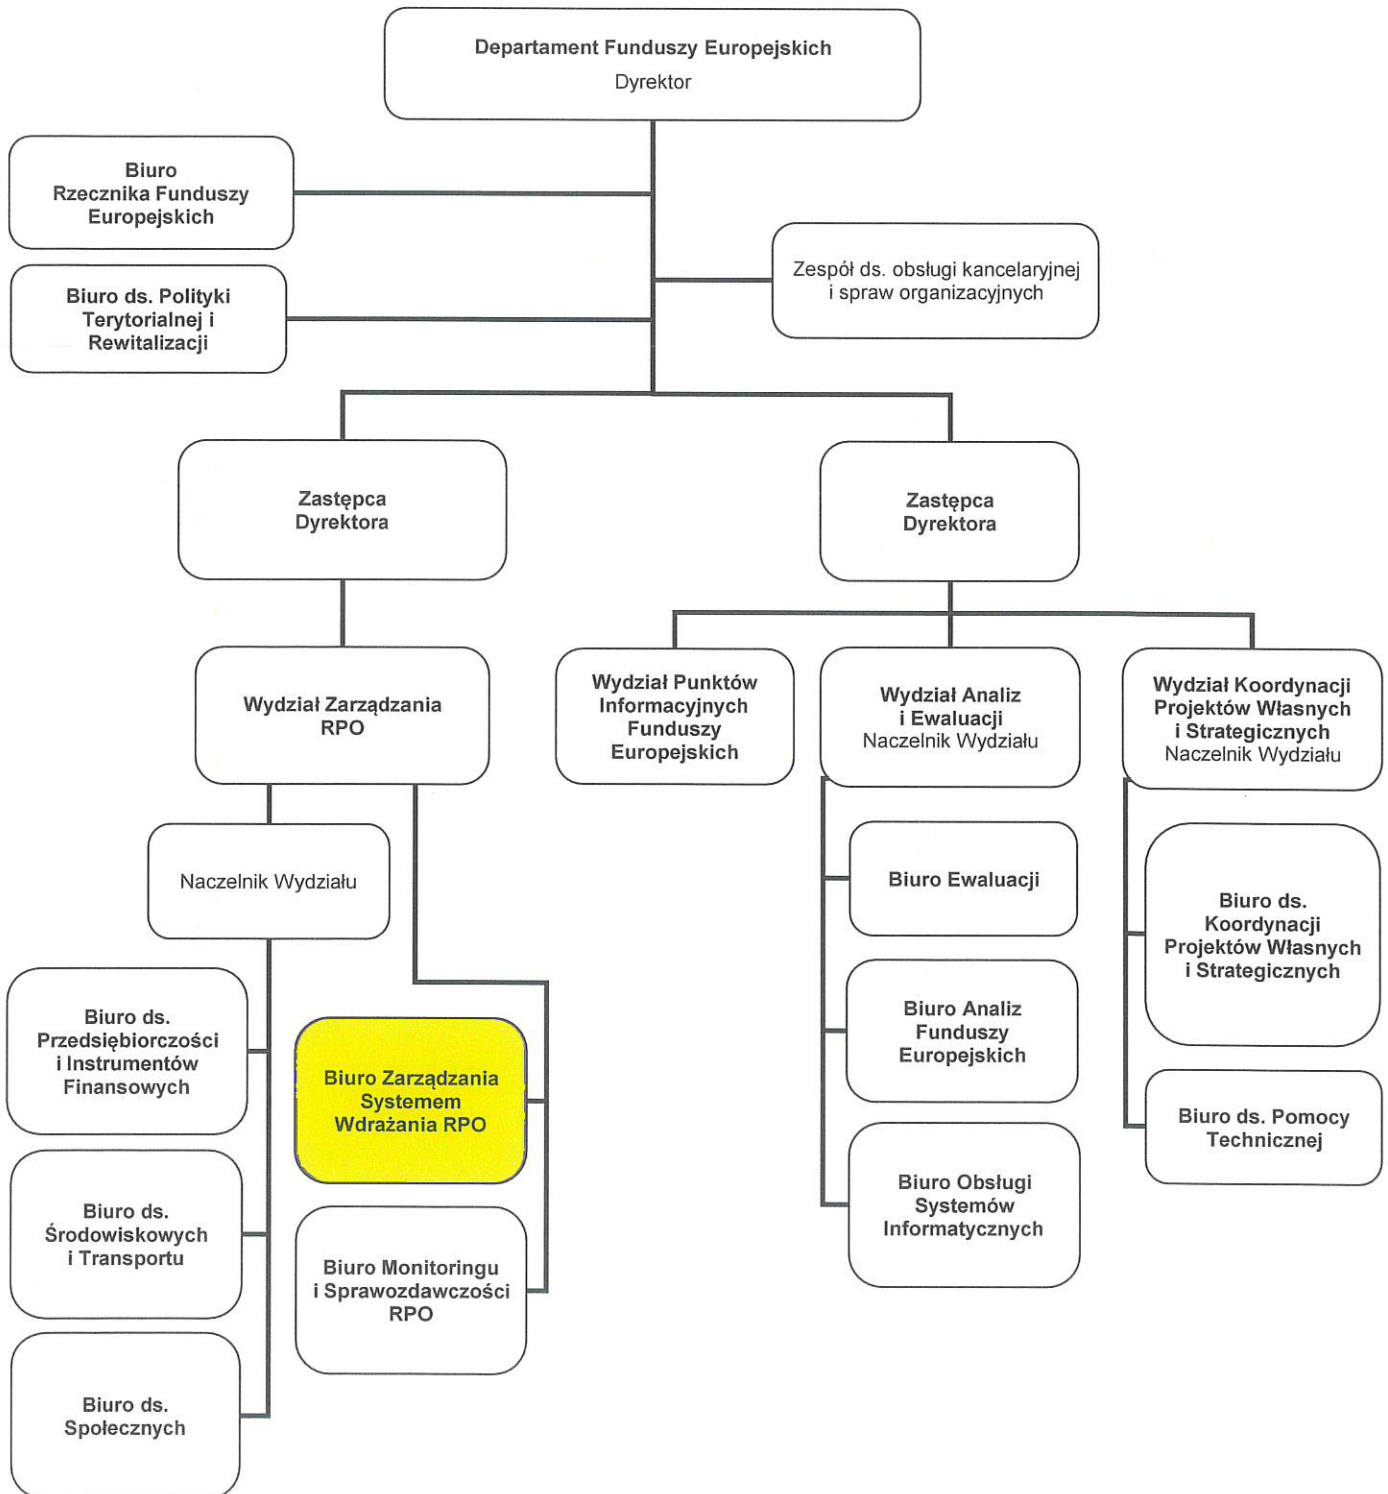 Departament Funduszy Europejskich
Dyrektor
Biuro
Rzecznika Funduszy
Europejskich
Zespół ds. obsługi kancelaryjnej
i spraw organizacyjnych
Biuro ds. Polityki
Terytorialnej i
Rewitalizacji
Zastępca
Dyrektora
Zastępca
Dyrektora
Wydział Zarządzania
RPO
Wydział Punktów
Informacyjnych
Funduszy
Europejskich
Wydział Analiz
i Ewaluacji
Naczelnik Wydziału
Wydział Koordynacji
Projektów Własnych
i Strategicznych
Naczelnik Wydziału
Naczelnik Wydziału
Biuro ds.
Przedsiębiorczości
i Instrumentów
Finansowych
Biuro ds.
Środowiskowych
i Transportu
Biuro ds.
Społecznych
Biuro Zarządzania
Systemem
Wdrażania RPO
Biuro Monitoringu
i Sprawozdawczości
RPO
Biuro Ewaluacji
Biuro Analiz
Funduszy
Europejskich
Biuro Obsługi
Systemów
Informatycznych
Biuro ds.
Koordynacji
Projektów Własnych
i Strategicznych
Biuro ds. Pomocy
Technicznej